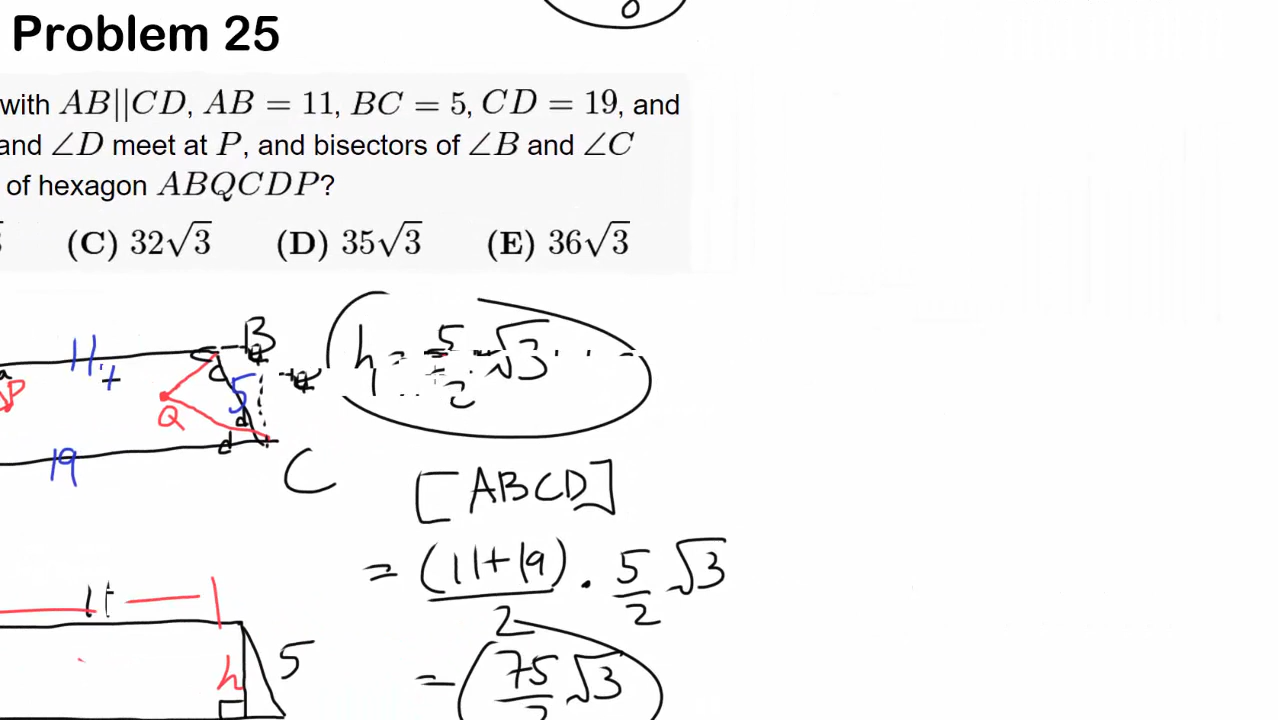 Problem 25
with AB||CD, AB = 11, BC = 5, CD = 19, and
and ∠D meet at P, and bisectors of ∠B and ∠C
of hexagon ABQCDP?
(C) 32√3 (D) 35√3 (E) 36√3
B
11
h = 5/2 · √3
P
Q
5
d
d
19
C
[ABCD]
= (11+19)/2 · 5/2 √3
11
h
5
= 75/2 √3